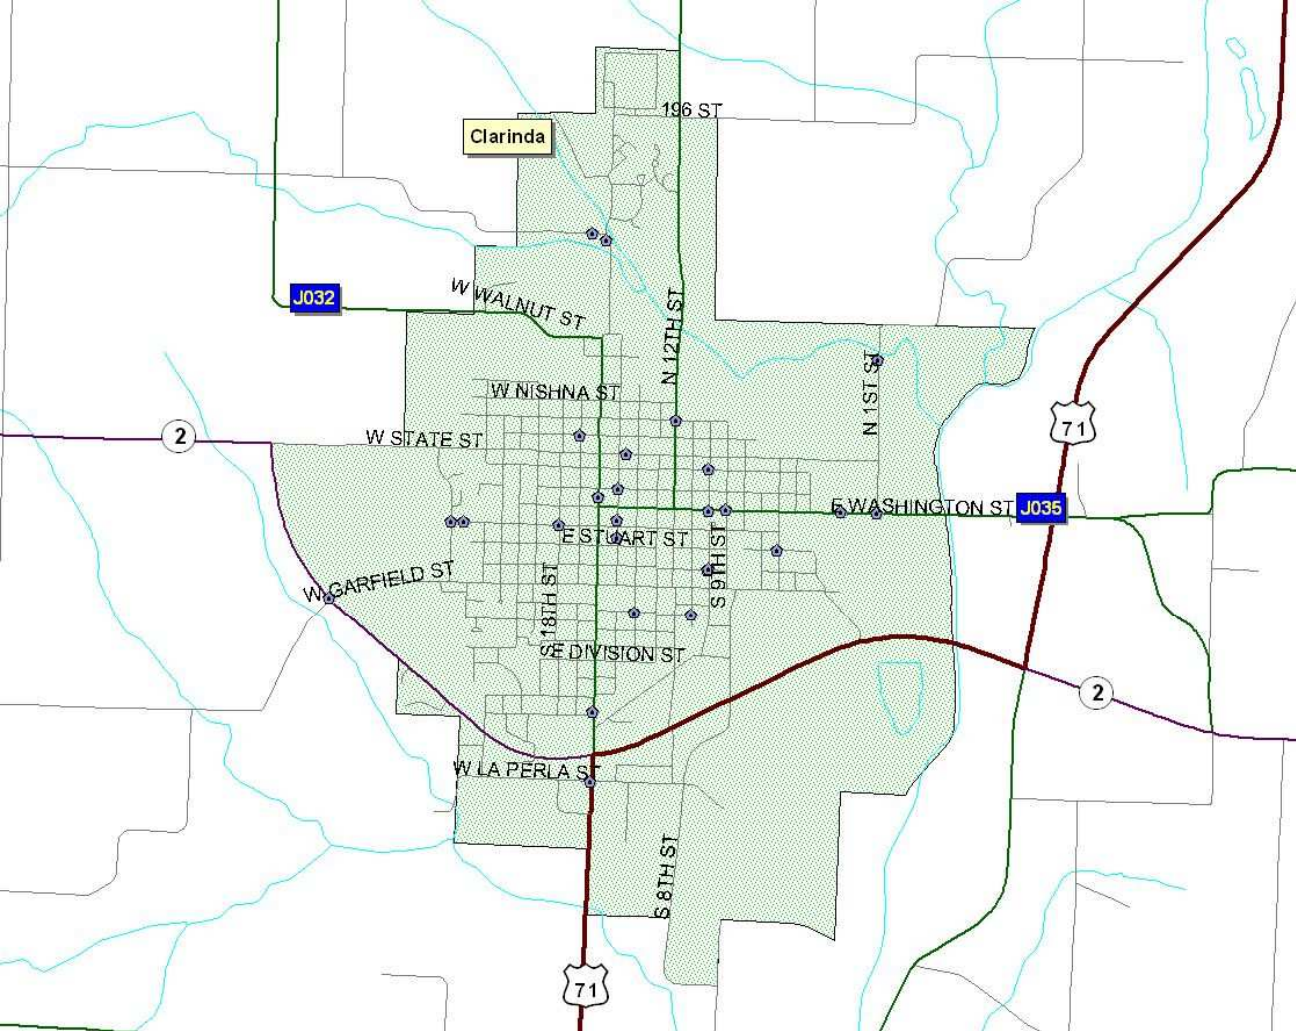 196 ST
Clarinda
J032
W WALNUT ST
N 12TH ST
W NISHNA ST
N 1ST ST
2
W STATE ST
71
E WASHINGTON ST
J035
E STUART ST
W GARFIELD ST
S 18TH ST
S 9TH ST
E DIVISION ST
2
W LA PERLA ST
S 8TH ST
71